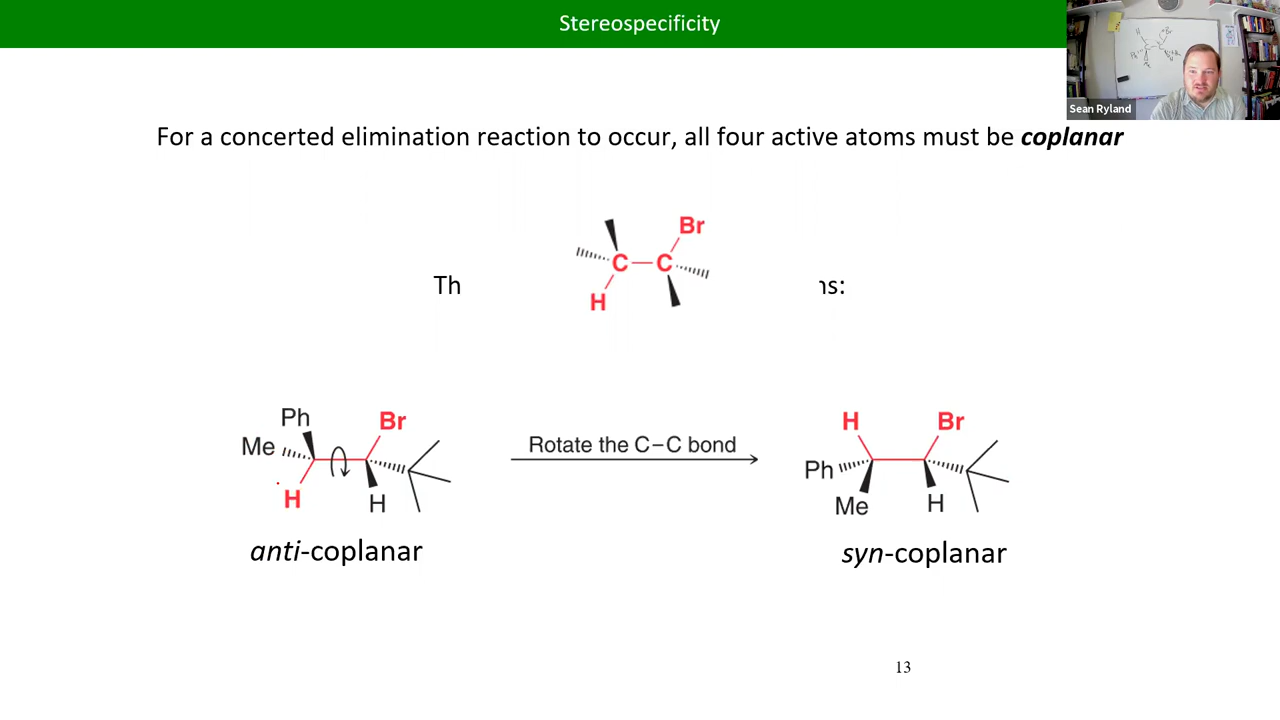 Stereospecificity
Sean Ryland
For a concerted elimination reaction to occur, all four active atoms must be coplanar
Br
C C
H
Th ns:
Ph Br
Me
H H
Rotate the C–C bond
H Br
Ph
Me H
anti-coplanar
syn-coplanar
13